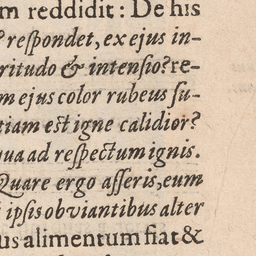 m reddidit: De his
respondet, ex ejus in-
ritudo & intensio? re-
m ejus color rubeus su-
tiam est igne calidior?
qua ad respectum ignis.
Quare ergo asseris, eum
ipsis obviantibus alter
us alimentum fiat &